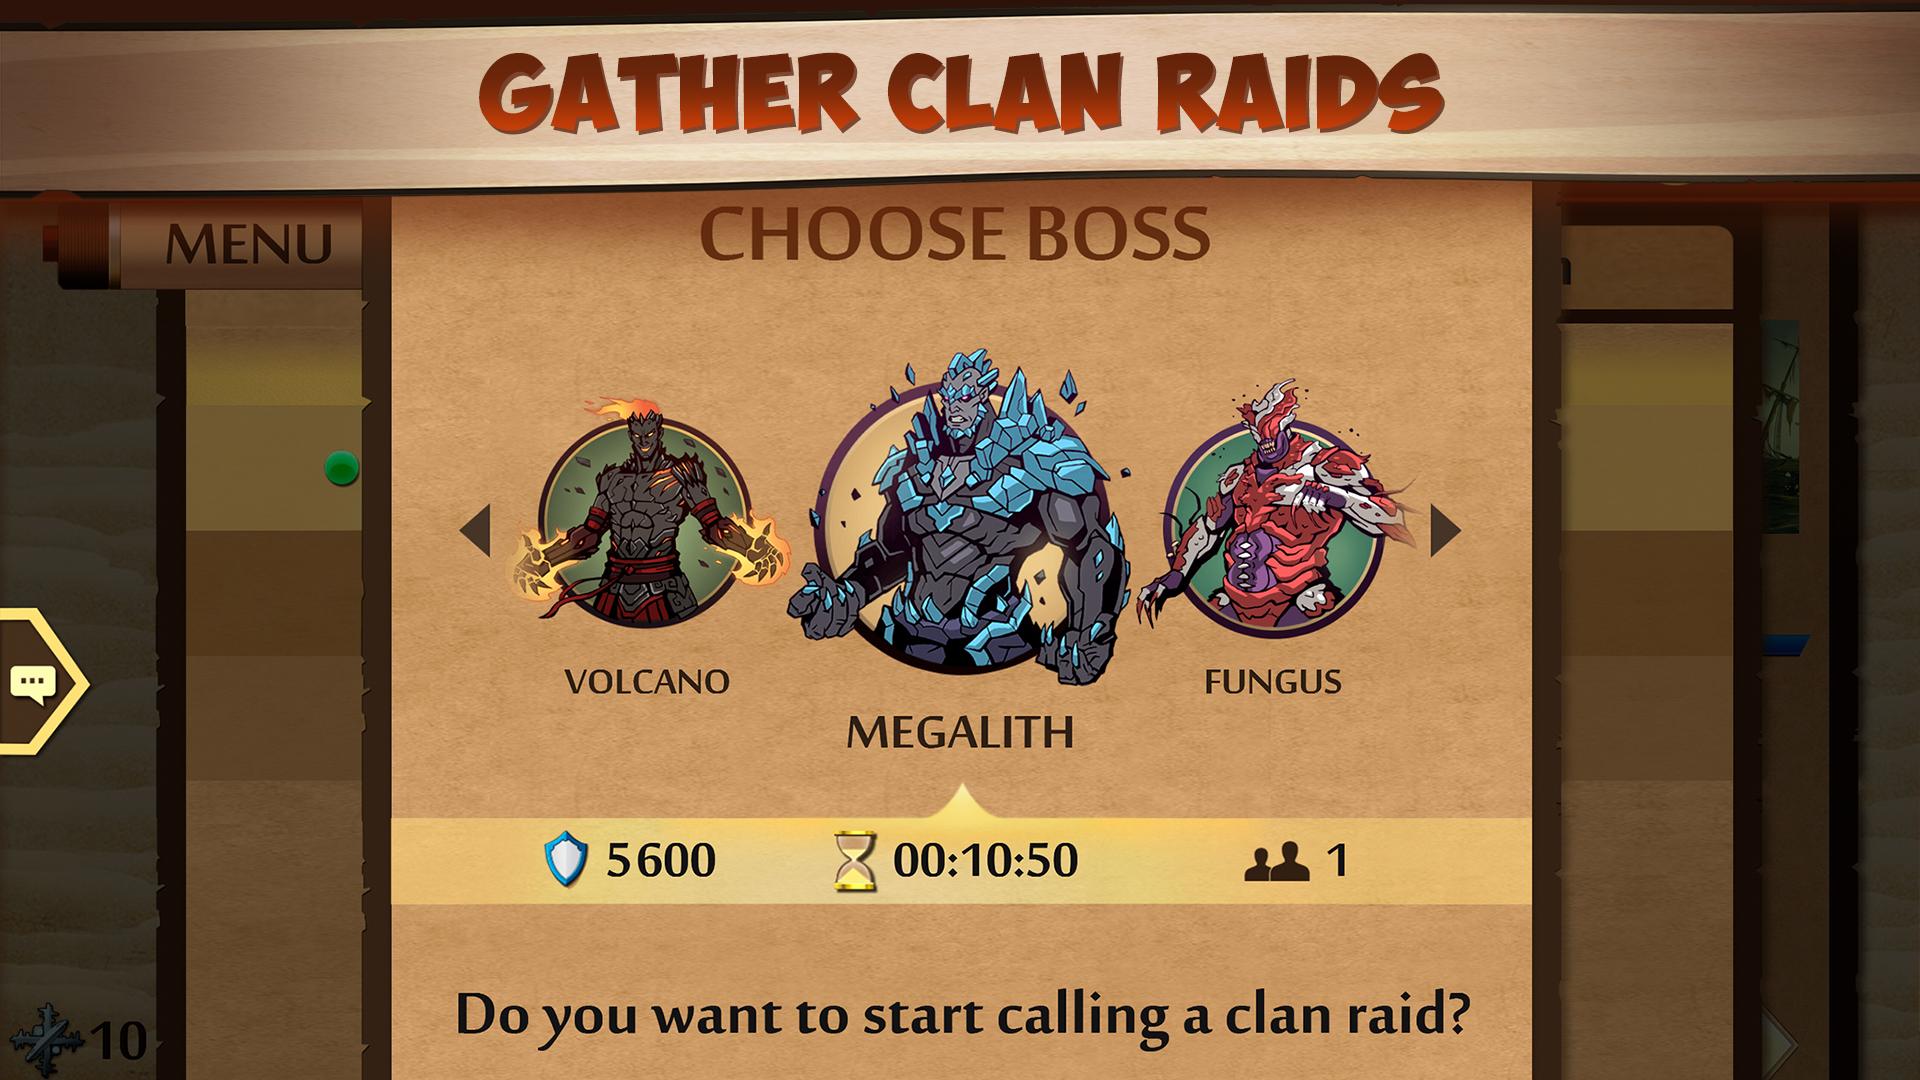 GATHER CLAN RAIDS
MENU
CHOOSE BOSS
VOLCANO
MEGALITH
FUNGUS
5600
00:10:50
1
Do you want to start calling a clan raid?
10